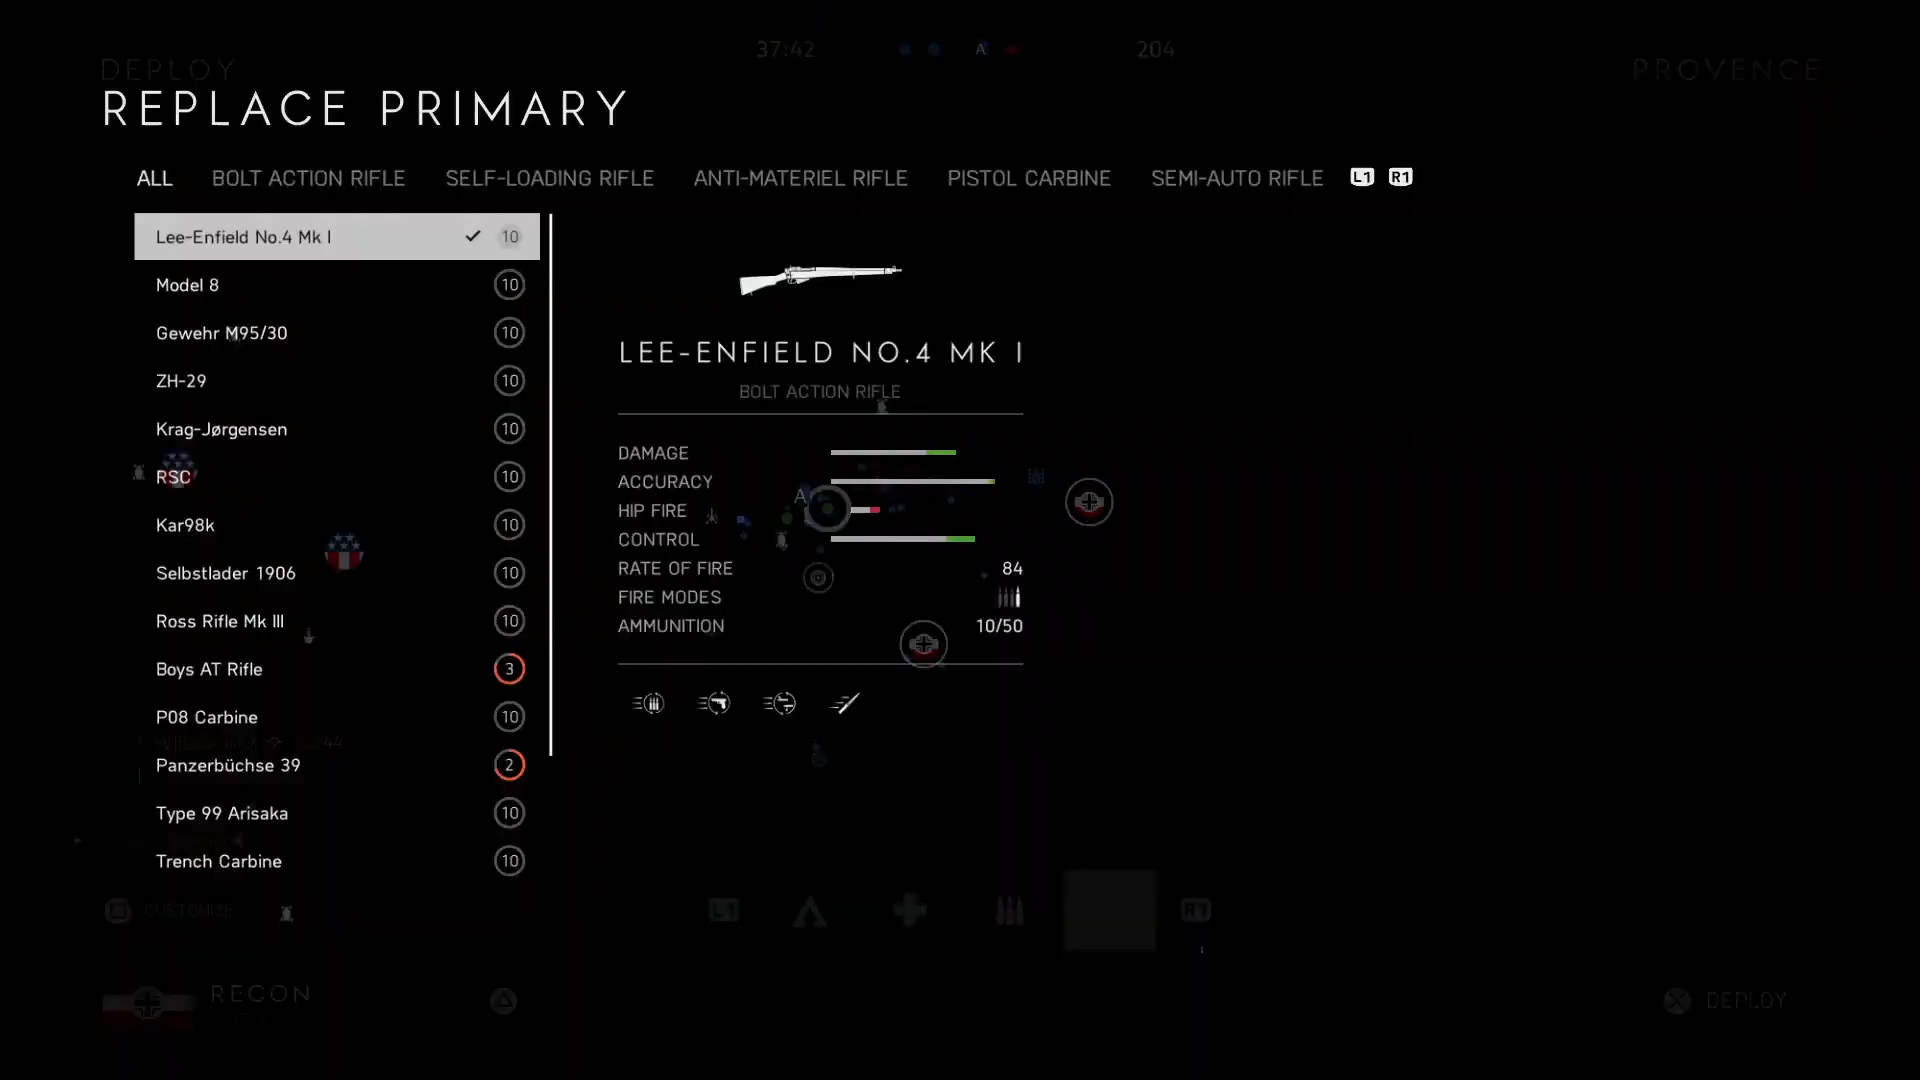 37:42 A 204
DEPLOY PROVENCE
REPLACE PRIMARY
ALL BOLT ACTION RIFLE SELF-LOADING RIFLE ANTI-MATERIEL RIFLE PISTOL CARBINE SEMI-AUTO RIFLE L1 R1
Lee-Enfield No.4 Mk I 10
Model 8 10
Gewehr M95/30 10
ZH-29 10
Krag-Jørgensen 10
RSC 10
Kar98k 10
Selbstlader 1906 10
Ross Rifle Mk III 10
Boys AT Rifle 3
P08 Carbine 10
Panzerbüchse 39 2
Type 99 Arisaka 10
Trench Carbine 10
LEE-ENFIELD NO.4 MK I
BOLT ACTION RIFLE
DAMAGE
ACCURACY
A
HIP FIRE
CONTROL
RATE OF FIRE 84
FIRE MODES
AMMUNITION 10/50
CUSTOMIZE L1 R1
RECON
DEPLOY